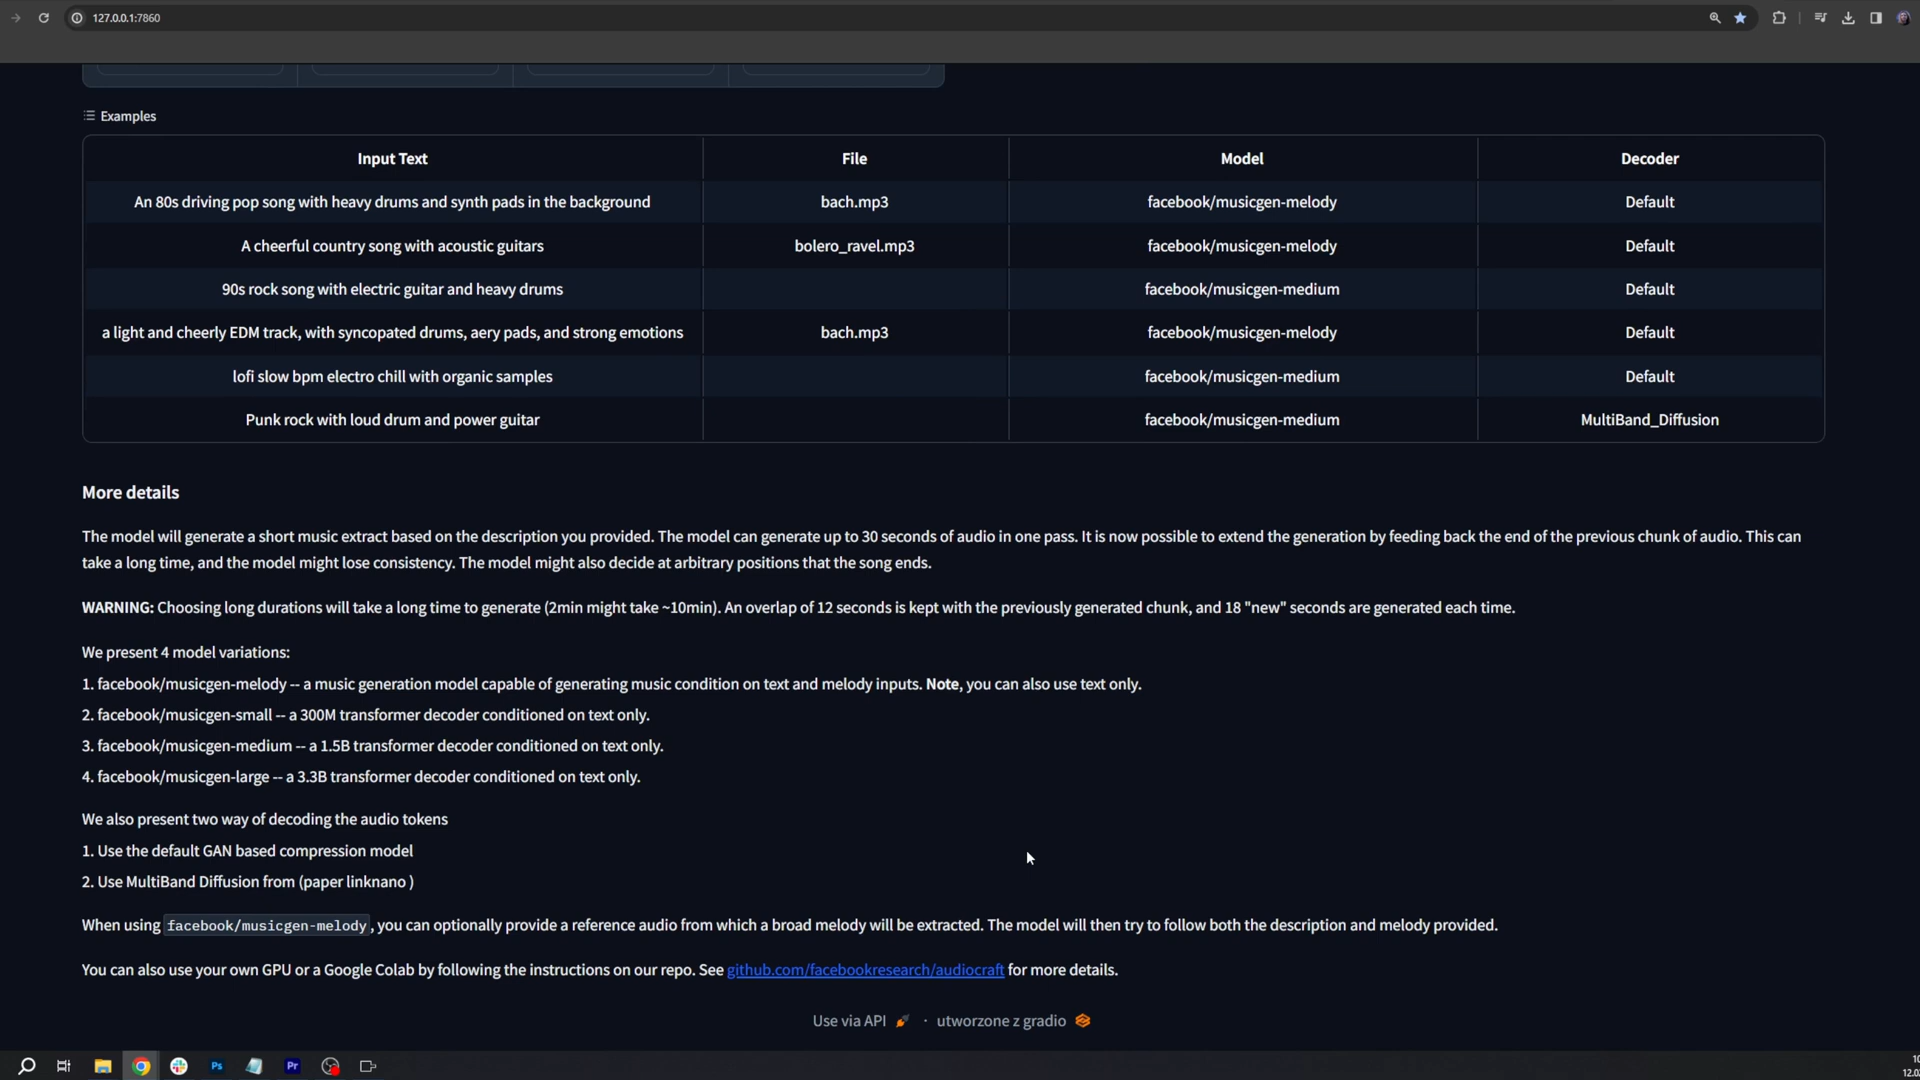 127.0.0.1:7860
Examples
Input Text File Model Decoder
An 80s driving pop song with heavy drums and synth pads in the background bach.mp3 facebook/musicgen-melody Default
A cheerful country song with acoustic guitars bolero_ravel.mp3 facebook/musicgen-melody Default
90s rock song with electric guitar and heavy drums facebook/musicgen-medium Default
a light and cheerly EDM track, with syncopated drums, aery pads, and strong emotions bach.mp3 facebook/musicgen-melody Default
lofi slow bpm electro chill with organic samples facebook/musicgen-medium Default
Punk rock with loud drum and power guitar facebook/musicgen-medium MultiBand_Diffusion
More details
The model will generate a short music extract based on the description you provided. The model can generate up to 30 seconds of audio in one pass. It is now possible to extend the generation by feeding back the end of the previous chunk of audio. This can
take a long time, and the model might lose consistency. The model might also decide at arbitrary positions that the song ends.
WARNING: Choosing long durations will take a long time to generate (2min might take ~10min). An overlap of 12 seconds is kept with the previously generated chunk, and 18 "new" seconds are generated each time.
We present 4 model variations:
1. facebook/musicgen-melody -- a music generation model capable of generating music condition on text and melody inputs. Note, you can also use text only.
2. facebook/musicgen-small -- a 300M transformer decoder conditioned on text only.
3. facebook/musicgen-medium -- a 1.5B transformer decoder conditioned on text only.
4. facebook/musicgen-large -- a 3.3B transformer decoder conditioned on text only.
We also present two way of decoding the audio tokens
1. Use the default GAN based compression model
2. Use MultiBand Diffusion from (paper linknano )
When using facebook/musicgen-melody, you can optionally provide a reference audio from which a broad melody will be extracted. The model will then try to follow both the description and melody provided.
You can also use your own GPU or a Google Colab by following the instructions on our repo. See github.com/facebookresearch/audiocraft for more details.
Use via API · utworzone z gradio
Ps Pr